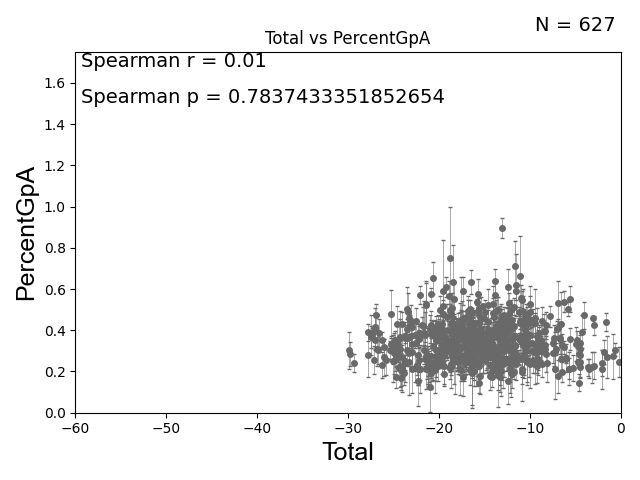 N = 627
Total vs PercentGpA
Spearman r = 0.01
Spearman p = 0.7837433351852654
PercentGpA
1.6
1.4
1.2
1.0
0.8
0.6
0.4
0.2
0.0
−60 −50 −40 −30 −20 −10 0
Total